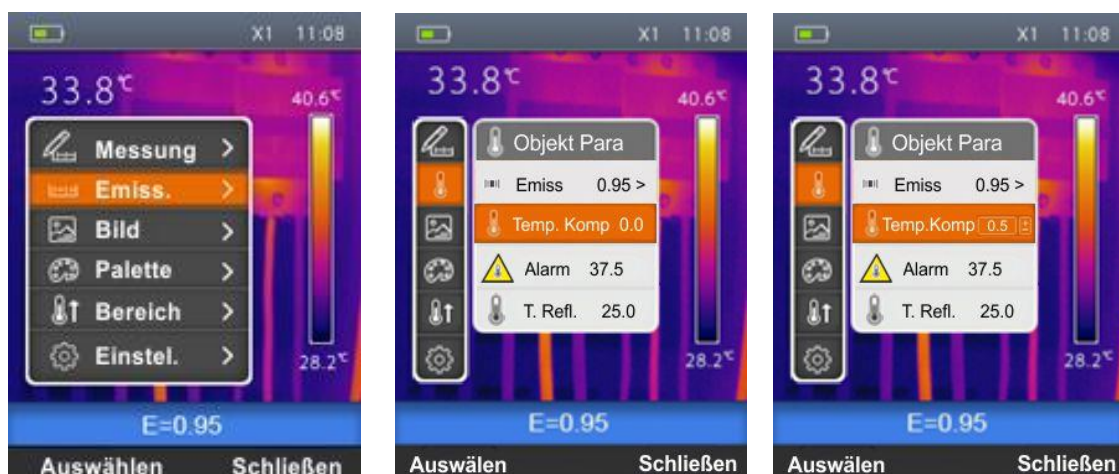 X1 11:08
33.8℃
40.6℃
Messung >
Emiss. >
Bild >
Palette >
Bereich >
Einstel. >
28.2℃
E=0.95
Auswählen Schließen
X1 11:08
33.8℃
40.6℃
Objekt Para
Emiss 0.95 >
Temp. Komp 0.0
Alarm 37.5
T. Refl. 25.0
28.2℃
E=0.95
Auswälen Schließen
X1 11:08
33.8℃
40.6℃
Objekt Para
Emiss 0.95 >
Temp.Komp 0.5 ±
Alarm 37.5
T. Refl. 25.0
28.2℃
E=0.95
Auswälen Schließen